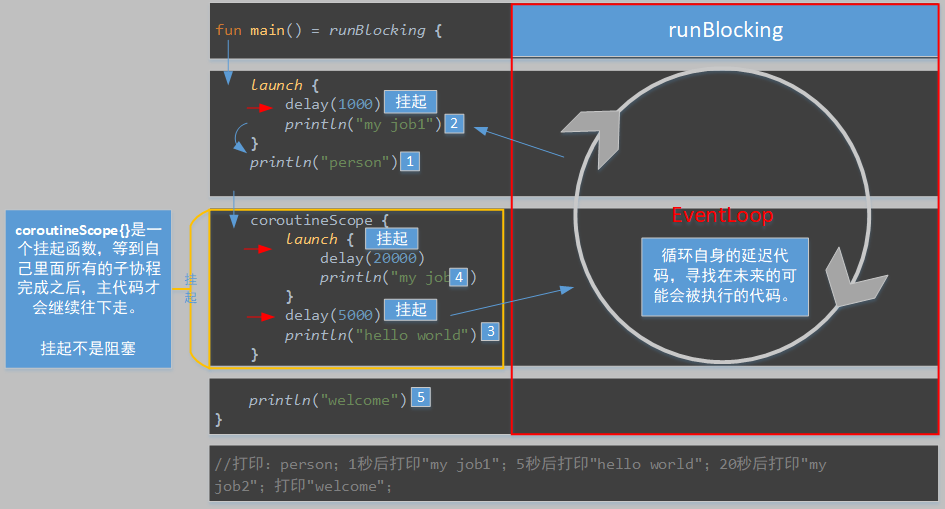 fun main() = runBlocking {
runBlocking
launch {
delay(1000) 挂起
println("my job1") 2
}
println("person") 1
coroutineScope {
launch { 挂起
delay(20000)
println("my job 4 )
}
delay(5000) 挂起
println("hello world") 3
}
coroutineScope{}是一
个挂起函数，等到自
己里面所有的子协程
完成之后，主代码才
会继续往下走。
挂起不是阻塞
挂
起
EventLoop
循环自身的延迟代
码，寻找在未来的可
能会被执行的代码。
println("welcome") 5
}
//打印：person；1秒后打印"my job1"；5秒后打印"hello world"；20秒后打印"my
job2"；打印"welcome"；